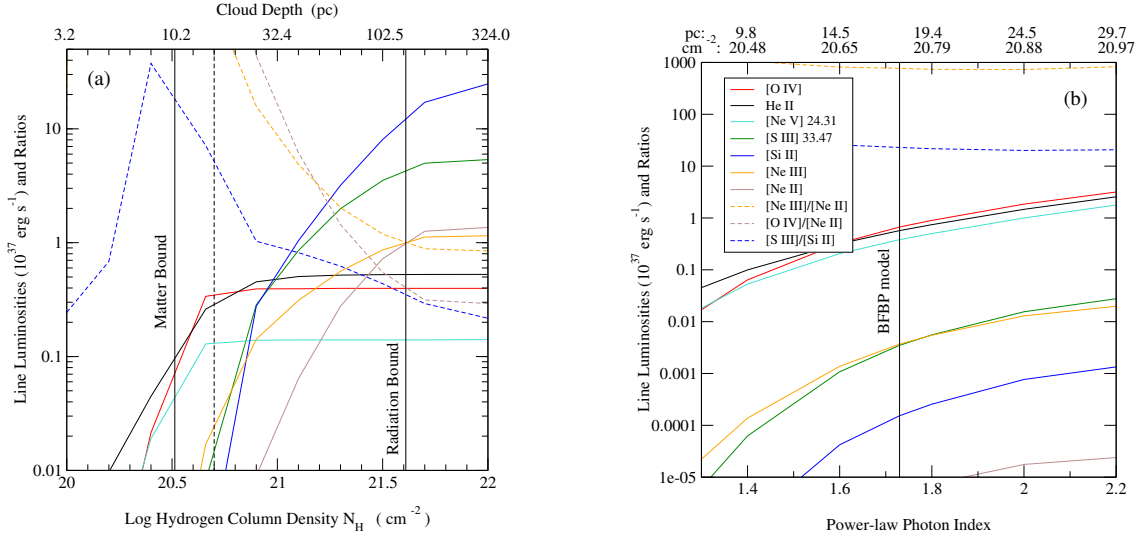 Cloud Depth (pc)
3.2 10.2 32.4 102.5 324.0
(a)
10
1
0.1
0.01
Line Luminosities (10^37 erg s^-1) and Ratios
Matter Bound
Radiation Bound
20 20.5 21 21.5 22
Log Hydrogen Column Density N_H (cm^-2)
pc: 9.8 14.5 19.4 24.5 29.7
cm^-2: 20.48 20.65 20.79 20.88 20.97
(b)
1000
100
10
1
0.1
0.01
0.001
0.0001
1e-05
Line Luminosities (10^37 erg s^-1) and Ratios
[O IV]
He II
[Ne V] 24.31
[S III] 33.47
[Si II]
[Ne III]
[Ne II]
[Ne III]/[Ne II]
[O IV]/[Ne II]
[S III]/[Si II]
BFBP model
1.4 1.6 1.8 2 2.2
Power-law Photon Index